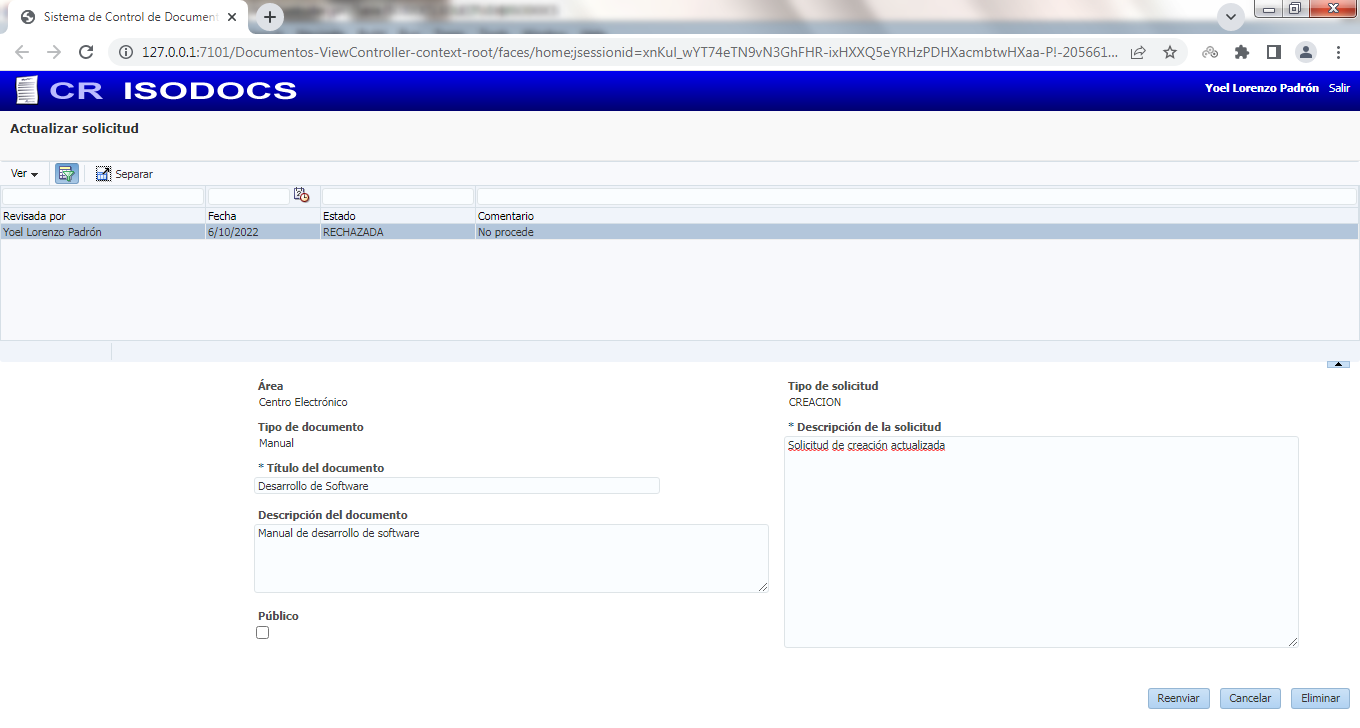 Sistema de Control de Document
127.0.0.1:7101/Documentos-ViewController-context-root/faces/home;jsessionid=xnKul_wYT74eTN9vN3GhFHR-ixHXXQ5eYRHzPDHXacmbtwHXaa-P!-205661...
CR ISODOCS
Yoel Lorenzo Padrón Salir
Actualizar solicitud
Ver Separar
Revisada por Fecha Estado Comentario
Yoel Lorenzo Padrón 6/10/2022 RECHAZADA No procede
Área
Centro Electrónico
Tipo de documento
Manual
* Título del documento
Desarrollo de Software
Descripción del documento
Manual de desarrollo de software
Público
Tipo de solicitud
CREACION
* Descripción de la solicitud
Solicitud de creación actualizada
Reenviar Cancelar Eliminar